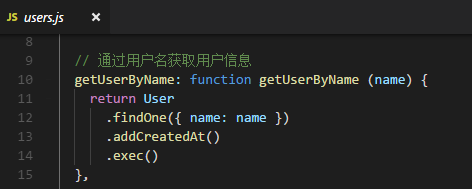 JS users.js ×
8
9 // 通过用户名获取用户信息
10 getUserByName: function getUserByName (name) {
11 return User
12 .findOne({ name: name })
13 .addCreatedAt()
14 .exec()
15 },